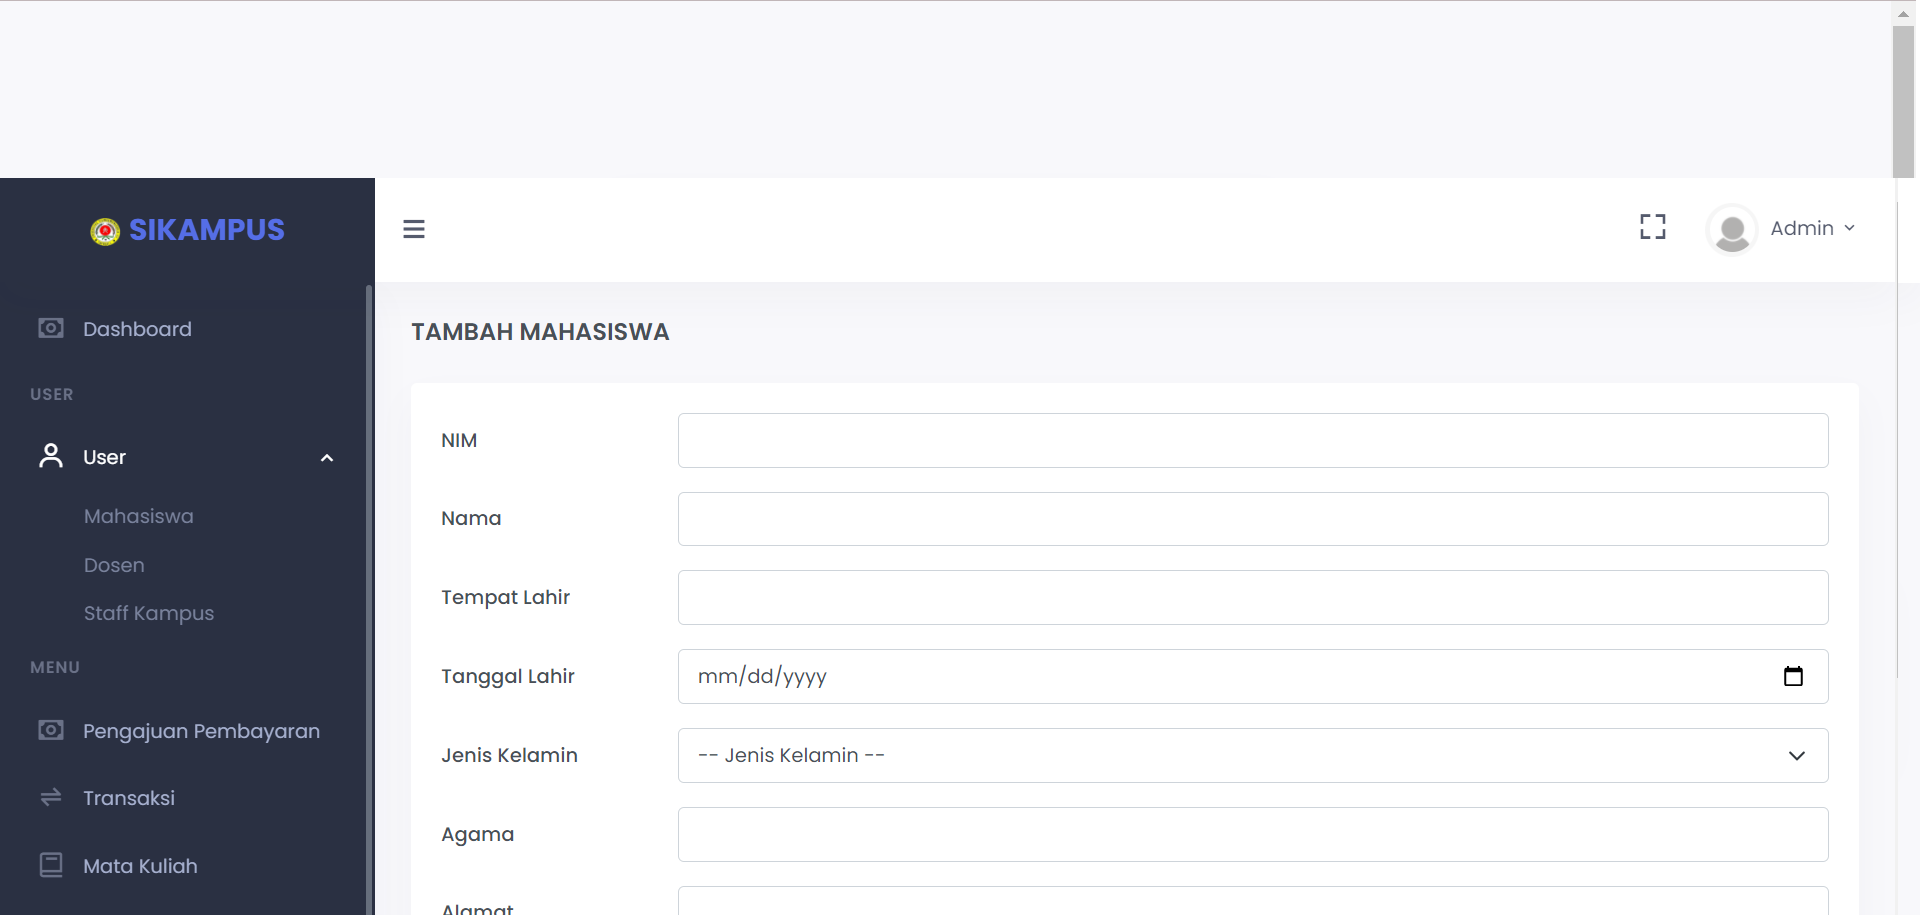 SIKAMPUS
Admin
Dashboard
USER
User
Mahasiswa
Dosen
Staff Kampus
MENU
Pengajuan Pembayaran
Transaksi
Mata Kuliah
TAMBAH MAHASISWA
NIM
Nama
Tempat Lahir
Tanggal Lahir
mm/dd/yyyy
Jenis Kelamin
-- Jenis Kelamin --
Agama
Alamat